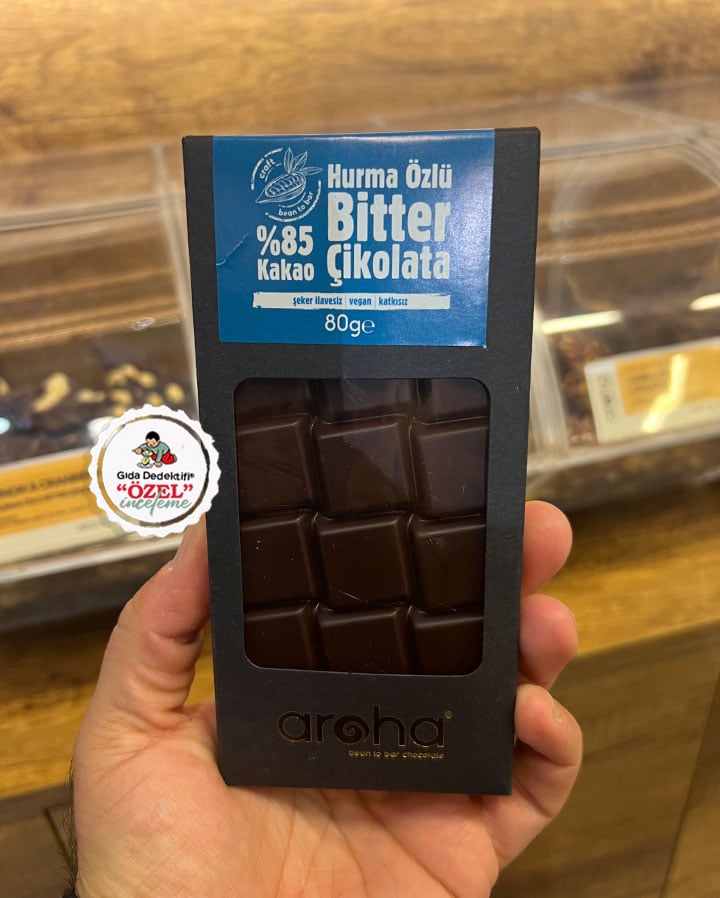 craft
bean to bar
%85
Kakao
Hurma Özlü
Bitter
Çikolata
şeker ilavesiz | vegan | katkısız
80g℮
Gıda Dedektifi®
"ÖZEL"
inceleme
aroha®
bean to bar chocolate